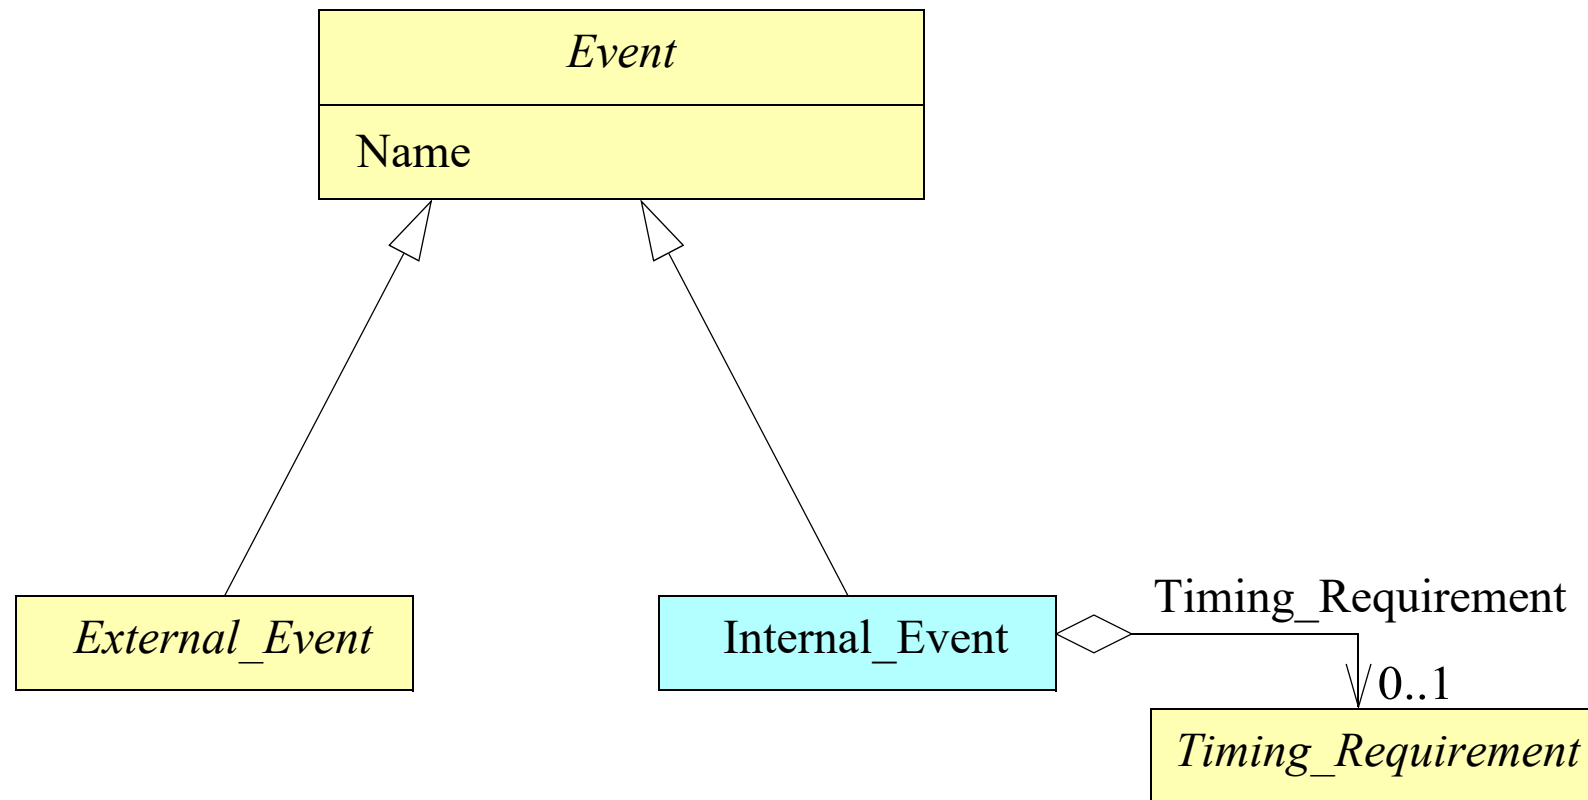 Event
Name
External_Event
Internal_Event
Timing_Requirement
0..1
Timing_Requirement